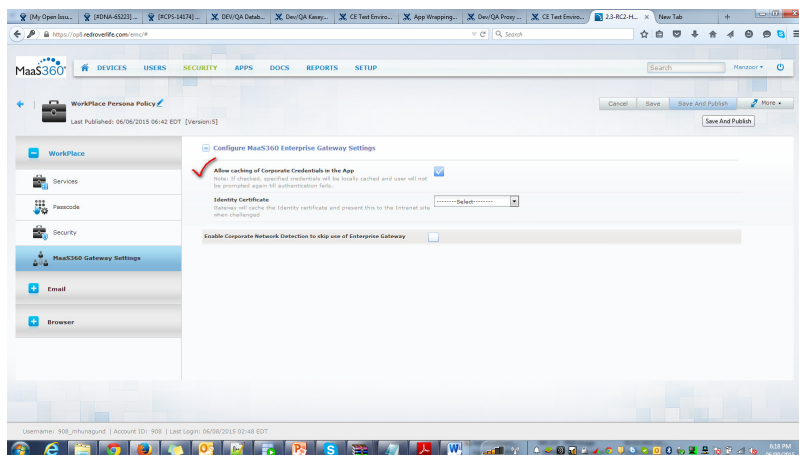 [My Open Issu...
[#DNA-65223] ...
[#CPS-14174] ...
DEV/QA Datab...
Dev/QA Kasey...
CE Test Enviro...
App Wrapping...
Dev/QA Proxy ...
CE Test Enviro...
2.3-RC2-H...
New Tab
https://op8.redroverlife.com/emc/#
Search
MaaS360
DEVICES USERS SECURITY APPS DOCS REPORTS SETUP
Search
Manzoor
WorkPlace Persona Policy
Cancel Save Save And Publish More
Last Published: 06/06/2015 06:42 EDT [Version:5]
Save And Publish
WorkPlace
Services
Passcode
Security
MaaS360 Gateway Settings
Email
Browser
Configure MaaS360 Enterprise Gateway Settings
Allow caching of Corporate Credentials in the App
Note: If checked, specified credentials will be locally cached and user will not
be prompted again till authentication fails.
Identity Certificate
--------Select--------
Gateway will cache the Identity certificate and present this to the Intranet site
when challenged
Enable Corporate Network Detection to skip use of Enterprise Gateway
Username: 908_mhunagund | Account ID: 908 | Last Login: 06/08/2015 02:48 EDT
6:18 PM